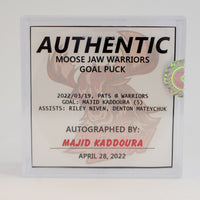 AUTHENTIC
MOOSE JAW WARRIORS
GOAL PUCK
2022/03/19, PATS @ WARRIORS
GOAL: MAJID KADDOURA (5)
ASSISTS: RILEY NIVEN, DENTON MATEYCHUK
AUTOGRAPHED BY:
MAJID KADDOURA
APRIL 28, 2022